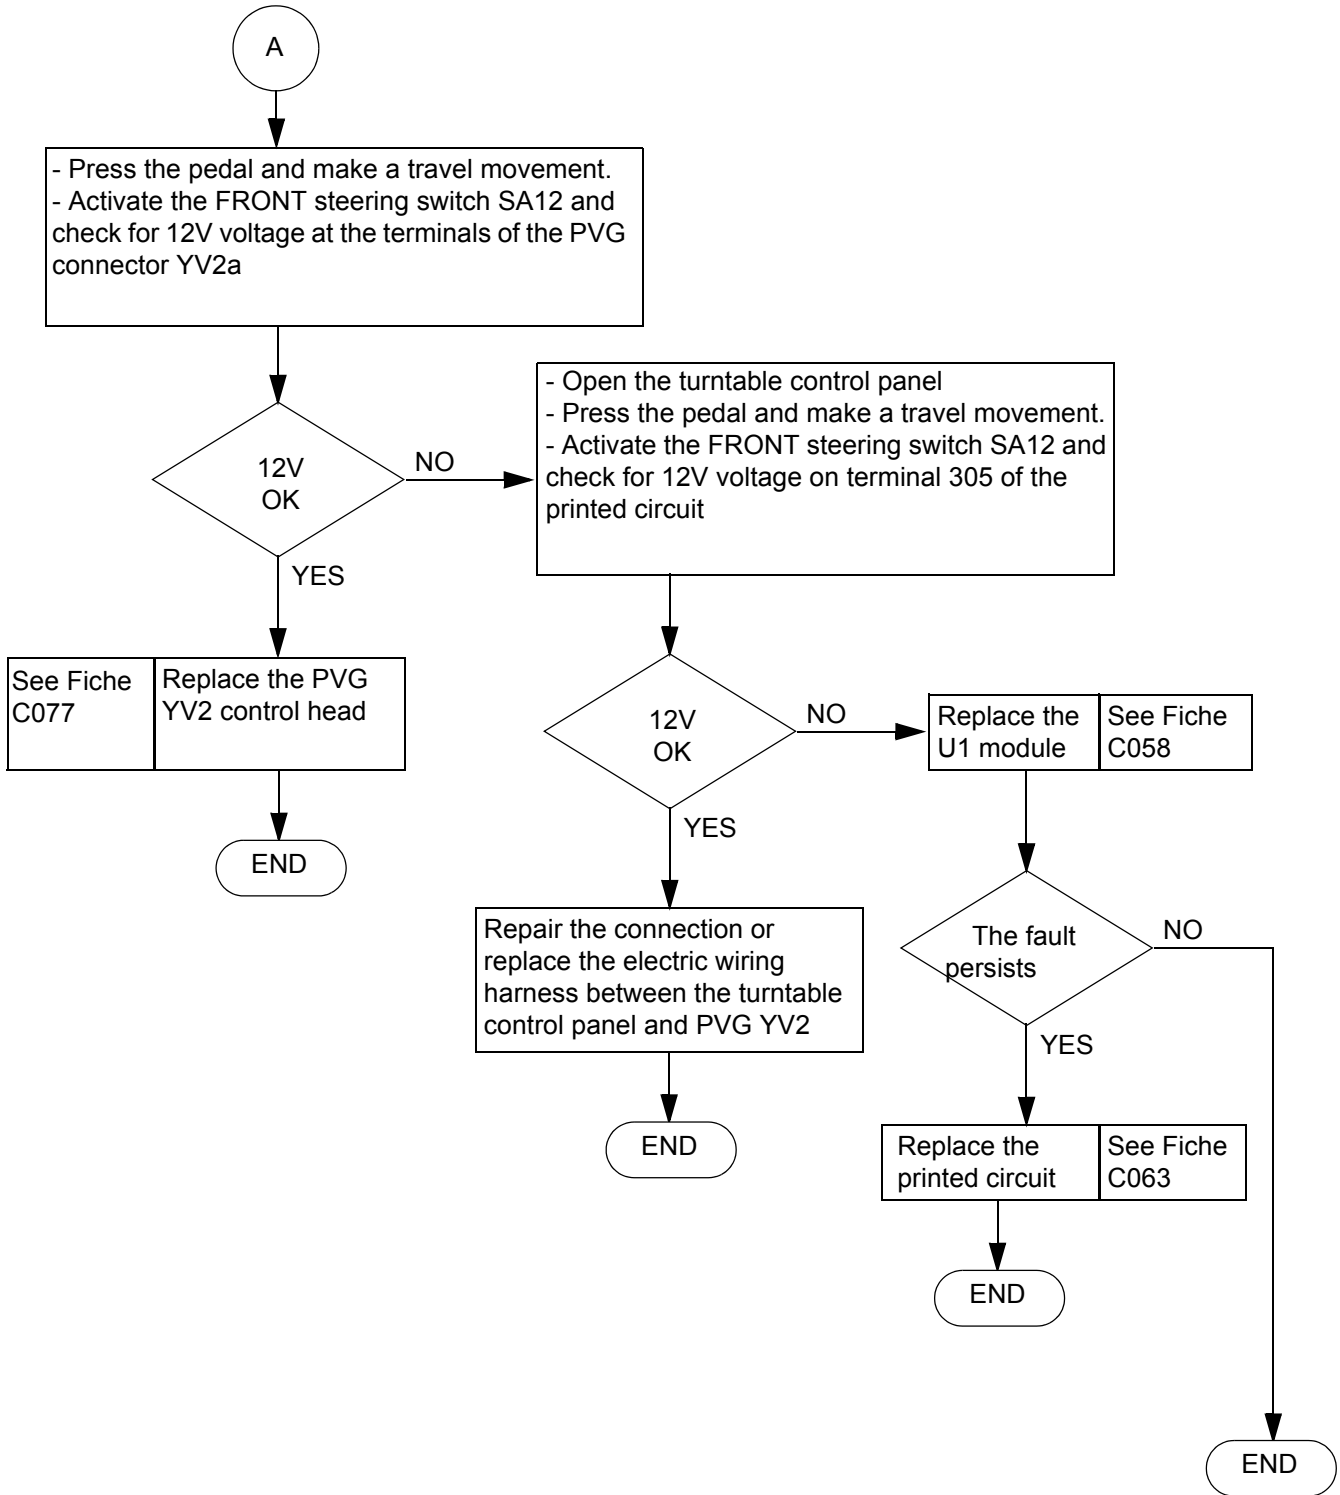 A
- Press the pedal and make a travel movement.
- Activate the FRONT steering switch SA12 and
check for 12V voltage at the terminals of the PVG
connector YV2a
12V
OK
NO
YES
- Open the turntable control panel
- Press the pedal and make a travel movement.
- Activate the FRONT steering switch SA12 and
check for 12V voltage on terminal 305 of the
printed circuit
See Fiche
C077
Replace the PVG
YV2 control head
END
12V
OK
NO
YES
Replace the
U1 module
See Fiche
C058
Repair the connection or
replace the electric wiring
harness between the turntable
control panel and PVG YV2
END
The fault
persists
NO
YES
Replace the
printed circuit
See Fiche
C063
END
END